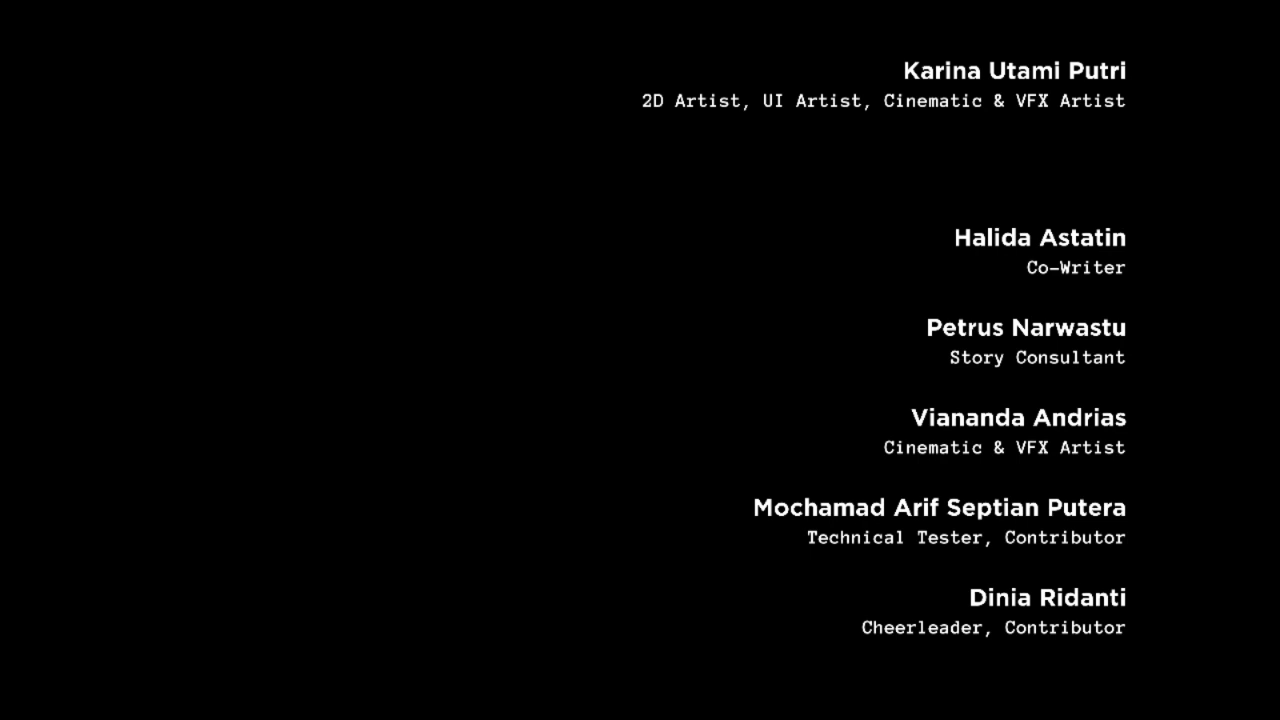 Karina Utami Putri
2D Artist, UI Artist, Cinematic & VFX Artist
Halida Astatin
Co-Writer
Petrus Narwastu
Story Consultant
Viananda Andrias
Cinematic & VFX Artist
Mochamad Arif Septian Putera
Technical Tester, Contributor
Dinia Ridanti
Cheerleader, Contributor